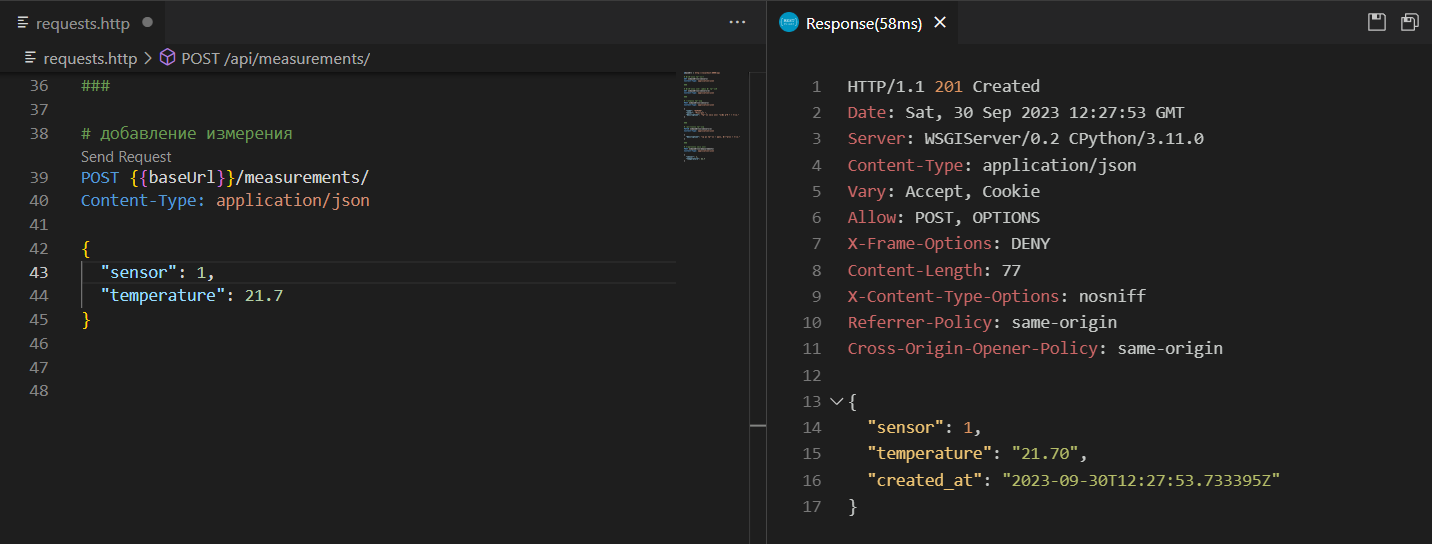 requests.http
requests.http > POST /api/measurements/
36 ###
37
38 # добавление измерения
Send Request
39 POST {{baseUrl}}/measurements/
40 Content-Type: application/json
41
42 {
43 "sensor": 1,
44 "temperature": 21.7
45 }
46
47
48
Response(58ms)
1 HTTP/1.1 201 Created
2 Date: Sat, 30 Sep 2023 12:27:53 GMT
3 Server: WSGIServer/0.2 CPython/3.11.0
4 Content-Type: application/json
5 Vary: Accept, Cookie
6 Allow: POST, OPTIONS
7 X-Frame-Options: DENY
8 Content-Length: 77
9 X-Content-Type-Options: nosniff
10 Referrer-Policy: same-origin
11 Cross-Origin-Opener-Policy: same-origin
12
13 {
14 "sensor": 1,
15 "temperature": "21.70",
16 "created_at": "2023-09-30T12:27:53.733395Z"
17 }